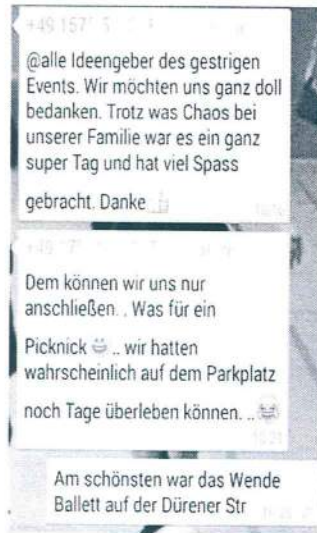 @alle Ideengeber des gestrigen
Events. Wir möchten uns ganz doll
bedanken. Trotz was Chaos bei
unserer Familie war es ein ganz
super Tag und hat viel Spass
gebracht. Danke
Dem können wir uns nur
anschließen. . Was für ein
Picknick 😀 .. wir hatten
wahrscheinlich auf dem Parkplatz
noch Tage überleben können. .. 😂
Am schönsten war das Wende
Ballett auf der Dürener Str